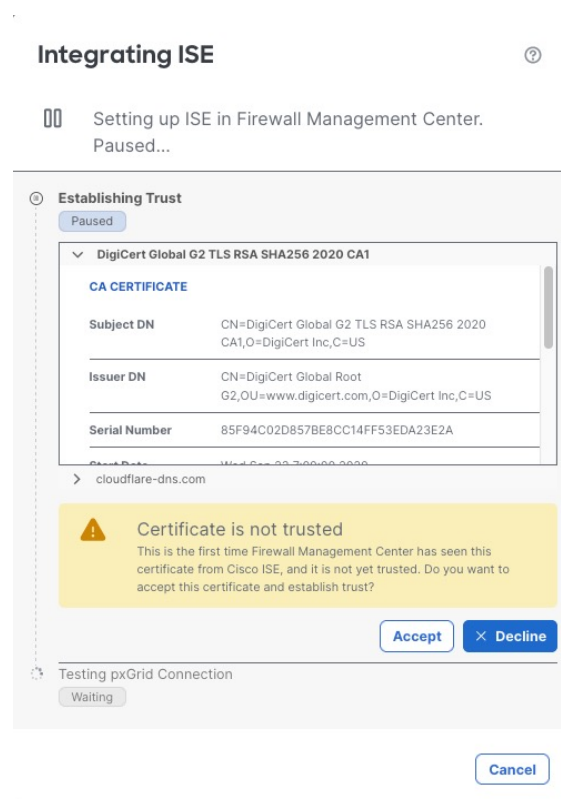 Integrating ISE
Setting up ISE in Firewall Management Center.
Paused...
Establishing Trust
Paused
DigiCert Global G2 TLS RSA SHA256 2020 CA1
CA CERTIFICATE
Subject DN CN=DigiCert Global G2 TLS RSA SHA256 2020
CA1,O=DigiCert Inc,C=US
Issuer DN CN=DigiCert Global Root
G2,OU=www.digicert.com,O=DigiCert Inc,C=US
Serial Number 85F94C02D857BE8CC14FF53EDA23E2A
cloudflare-dns.com
Certificate is not trusted
This is the first time Firewall Management Center has seen this
certificate from Cisco ISE, and it is not yet trusted. Do you want to
accept this certificate and establish trust?
Accept × Decline
Testing pxGrid Connection
Waiting
Cancel